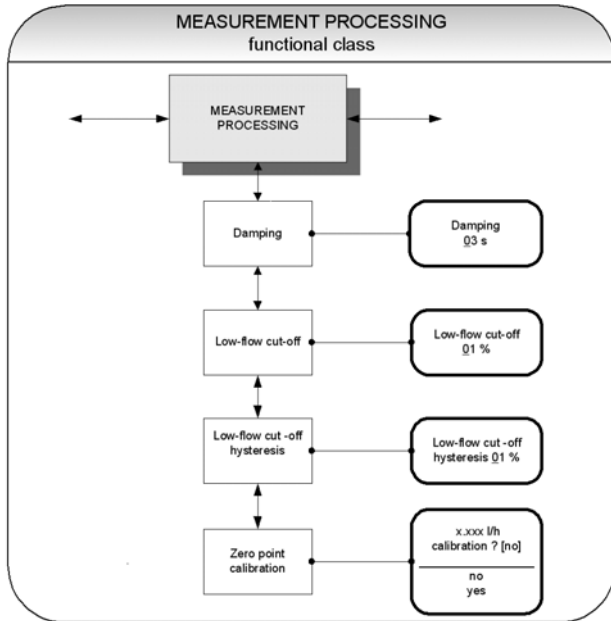 MEASUREMENT PROCESSING
functional class
MEASUREMENT
PROCESSING
Damping
Damping
03 s
Low-flow cut-off
Low-flow cut-off
01 %
Low-flow cut -off
hysteresis
Low-flow cut -off
hysteresis 01 %
Zero point
calibration
x.xxx l/h
calibration ? [no]
no
yes